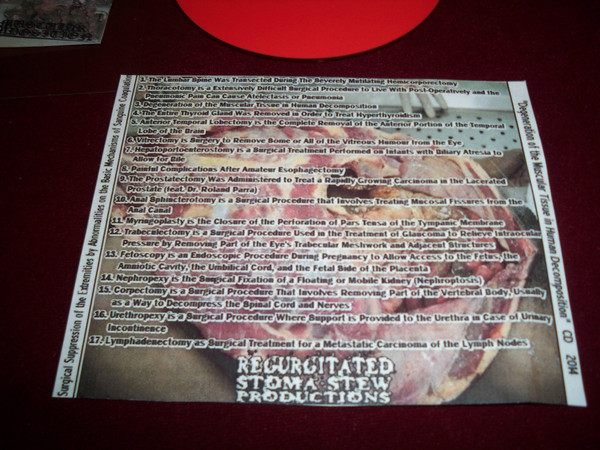 1. The Lumbar Spine Was Transected During The Beverely Mutilating Hemicorporectomy
2. Thoracotomy is a Extensively Difficult Surgical Procedure to Live With Post-Operatively and the
Pneumonic Pain Can Cause Atelectasis or Pneumonia
3. Degeneration of the Muscular Tissue in Human Decomposition
4. The Entire Thyroid Gland Was Removed in Order to Treat Hyperthyroidism
5. Anterior Temporal Lobectomy is the Complete Removal of the Anterior Portion of the Temporal
Lobe of the Brain
6. Vitrectomy is Surgery to Remove Some or All of the Vitreous Humour from the Eye
7. Hepatoportoenterostomy is a Surgical Treatment Performed on Infants with Biliary Atresia to
Allow for Bile
8. Painful Complications After Amateur Esophagectomy
9. The Prostatectomy Was Administered to Treat a Rapidly Growing Carcinoma in the Lacerated
Prostate (feat. Dr. Roland Parra)
10. Anal Sphincterotomy is a Surgical Procedure that Involves Treating Mucosal Fissures from the
Anal Canal
11. Myringoplasty is the Closure of the Perforation of Pars Tensa of the Tympanic Membrane
12. Trabeculectomy is a Surgical Procedure Used in the Treatment of Glaucoma to Relieve Intraocular
Pressure by Removing Part of the Eye's Trabecular Meshwork and Adjacent Structures
13. Fetoscopy is an Endoscopic Procedure During Pregnancy to Allow Access to the Fetus, the
Amniotic Cavity, the Umbilical Cord, and the Fetal Side of the Placenta
14. Nephropexy is the Surgical Fixation of a Floating or Mobile Kidney (Nephroptosis)
15. Corpectomy is a Surgical Procedure That Involves Removing Part of the Vertebral Body, Usually
as a Way to Decompress the Spinal Cord and Nerves
16. Urethropexy is a Surgical Procedure Where Support is Provided to the Urethra in Case of Urinary
Incontinence
17. Lymphadenectomy as Surgical Treatment for a Metastatic Carcinoma of the Lymph Nodes
REGURGITATED
STOMA STEW
PRODUCTIONS
Surgical Suppression of the Extremities by Abnormalities on the Basic Mechanisms of
"Degeneration of the Muscular Tissue in Human Decomposition" CD 2014